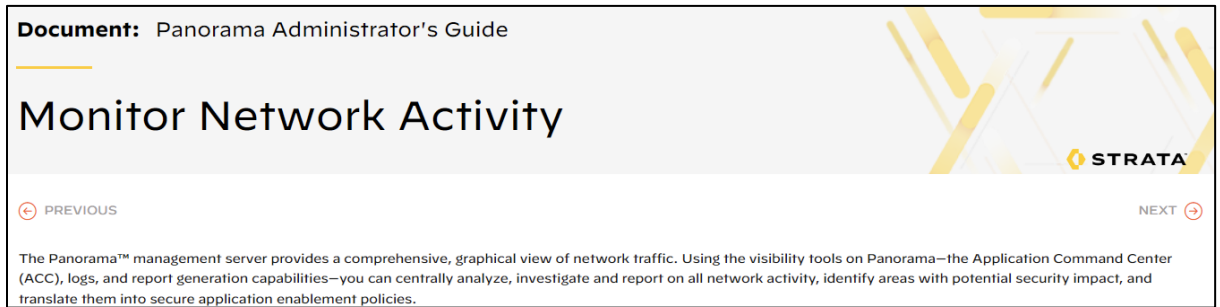 Document: Panorama Administrator's Guide
Monitor Network Activity
STRATA™
PREVIOUS
NEXT
The Panorama™ management server provides a comprehensive, graphical view of network traffic. Using the visibility tools on Panorama—the Application Command Center
(ACC), logs, and report generation capabilities—you can centrally analyze, investigate and report on all network activity, identify areas with potential security impact, and
translate them into secure application enablement policies.